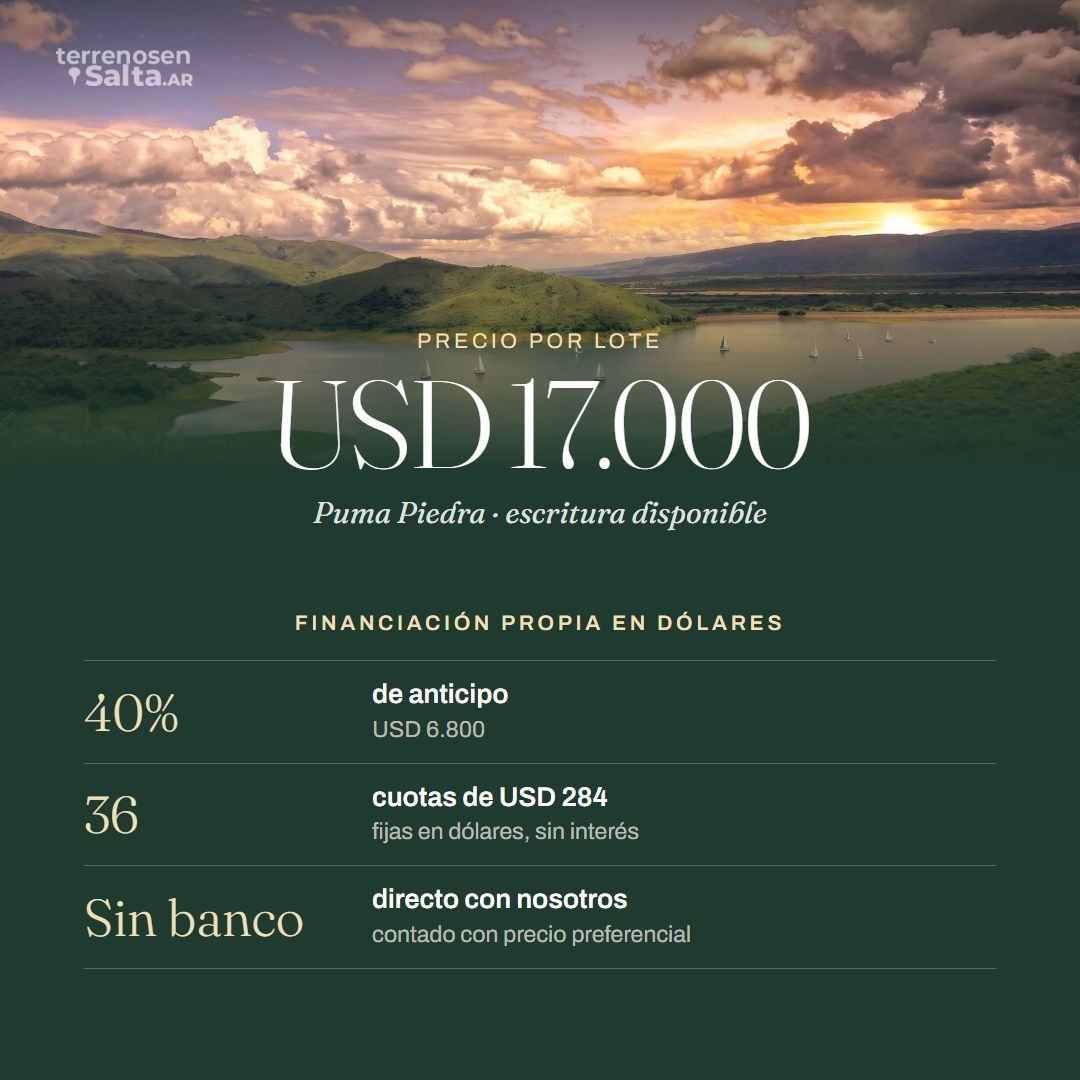 terrenosen
Salta.AR
PRECIO POR LOTE
USD 17.000
Puma Piedra · escritura disponible
FINANCIACIÓN PROPIA EN DÓLARES
40%
de anticipo
USD 6.800
36
cuotas de USD 284
fijas en dólares, sin interés
Sin banco
directo con nosotros
contado con precio preferencial